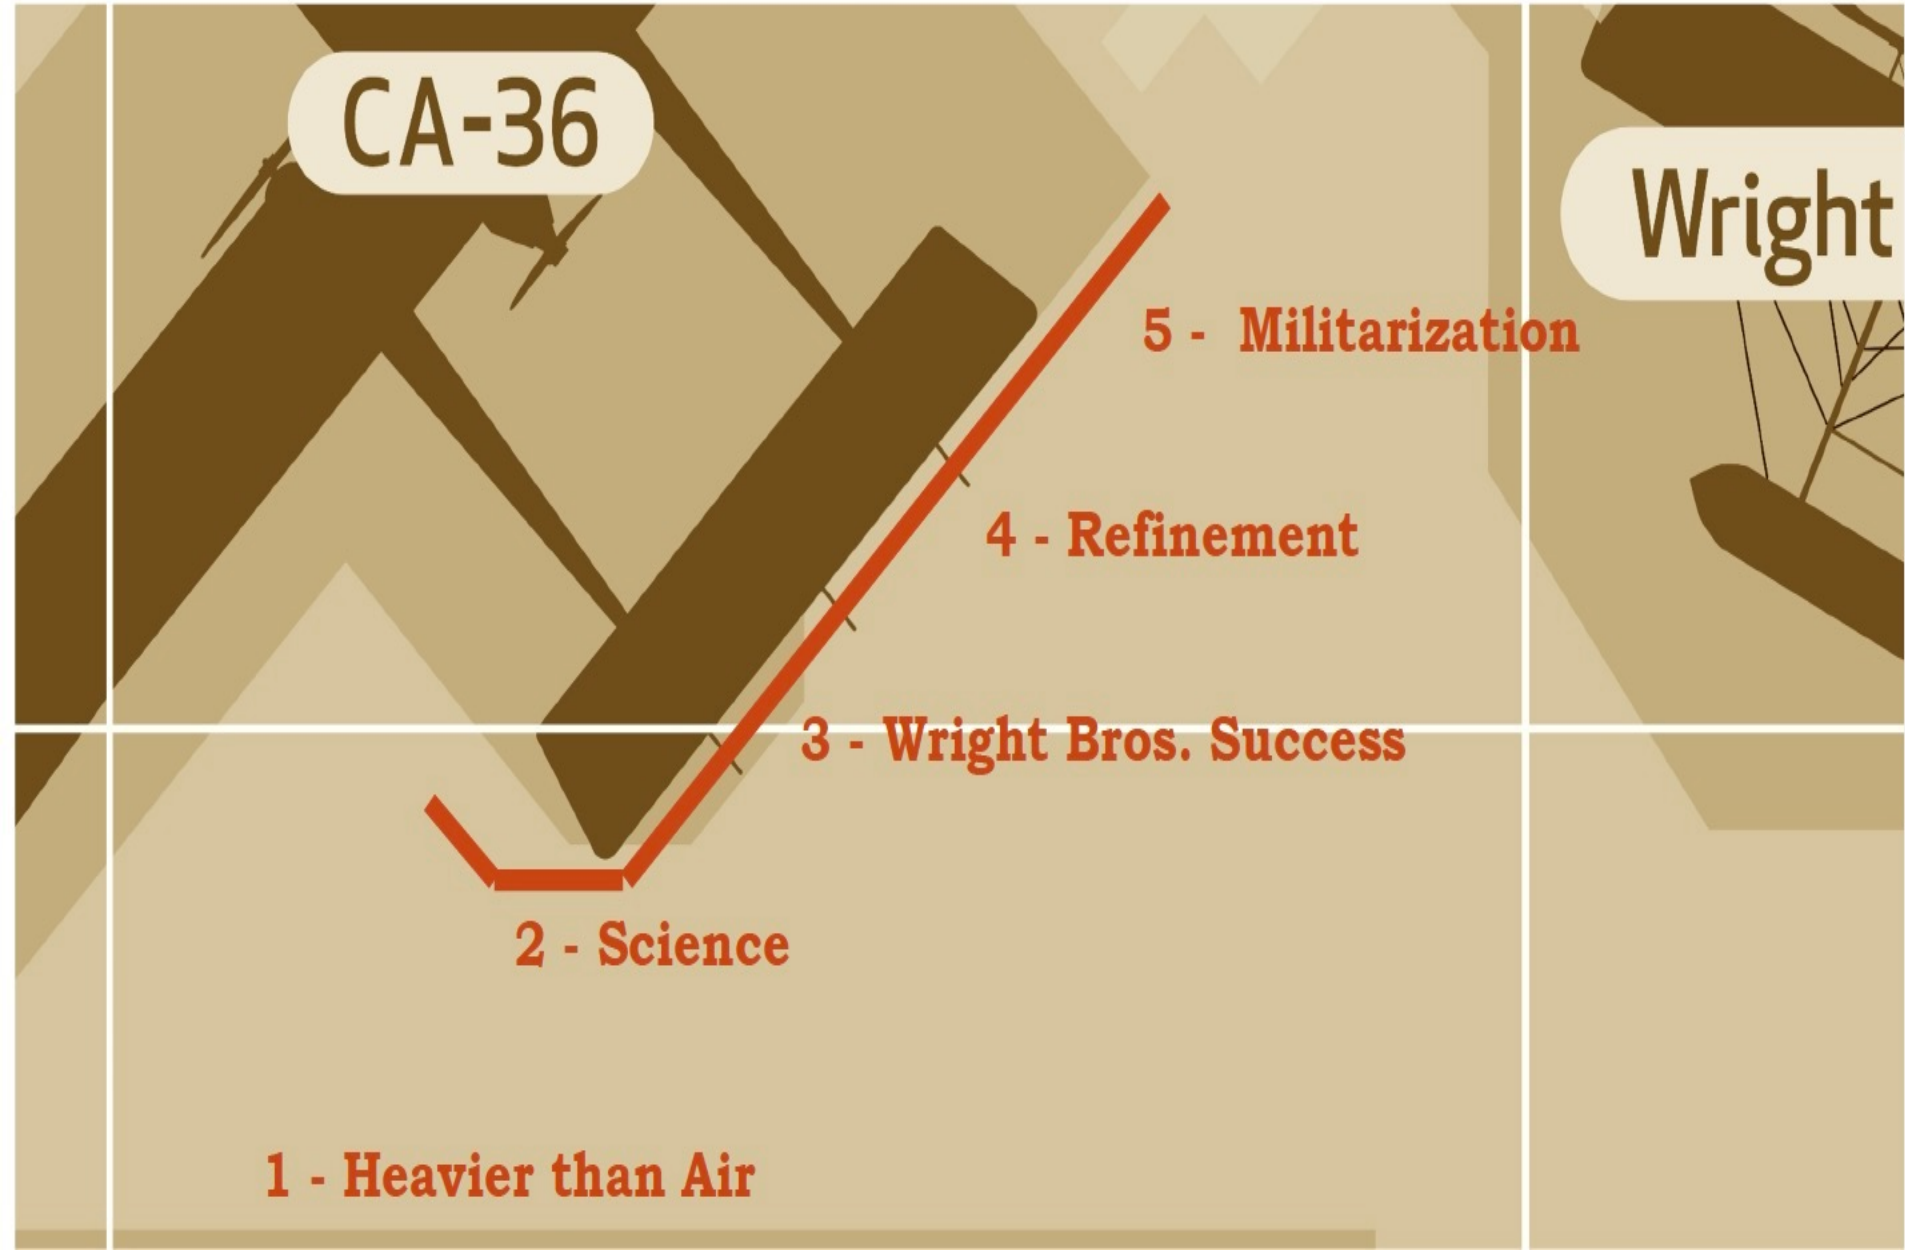 CA-36
Wright
5 - Militarization
4 - Refinement
3 - Wright Bros. Success
2 - Science
1 - Heavier than Air